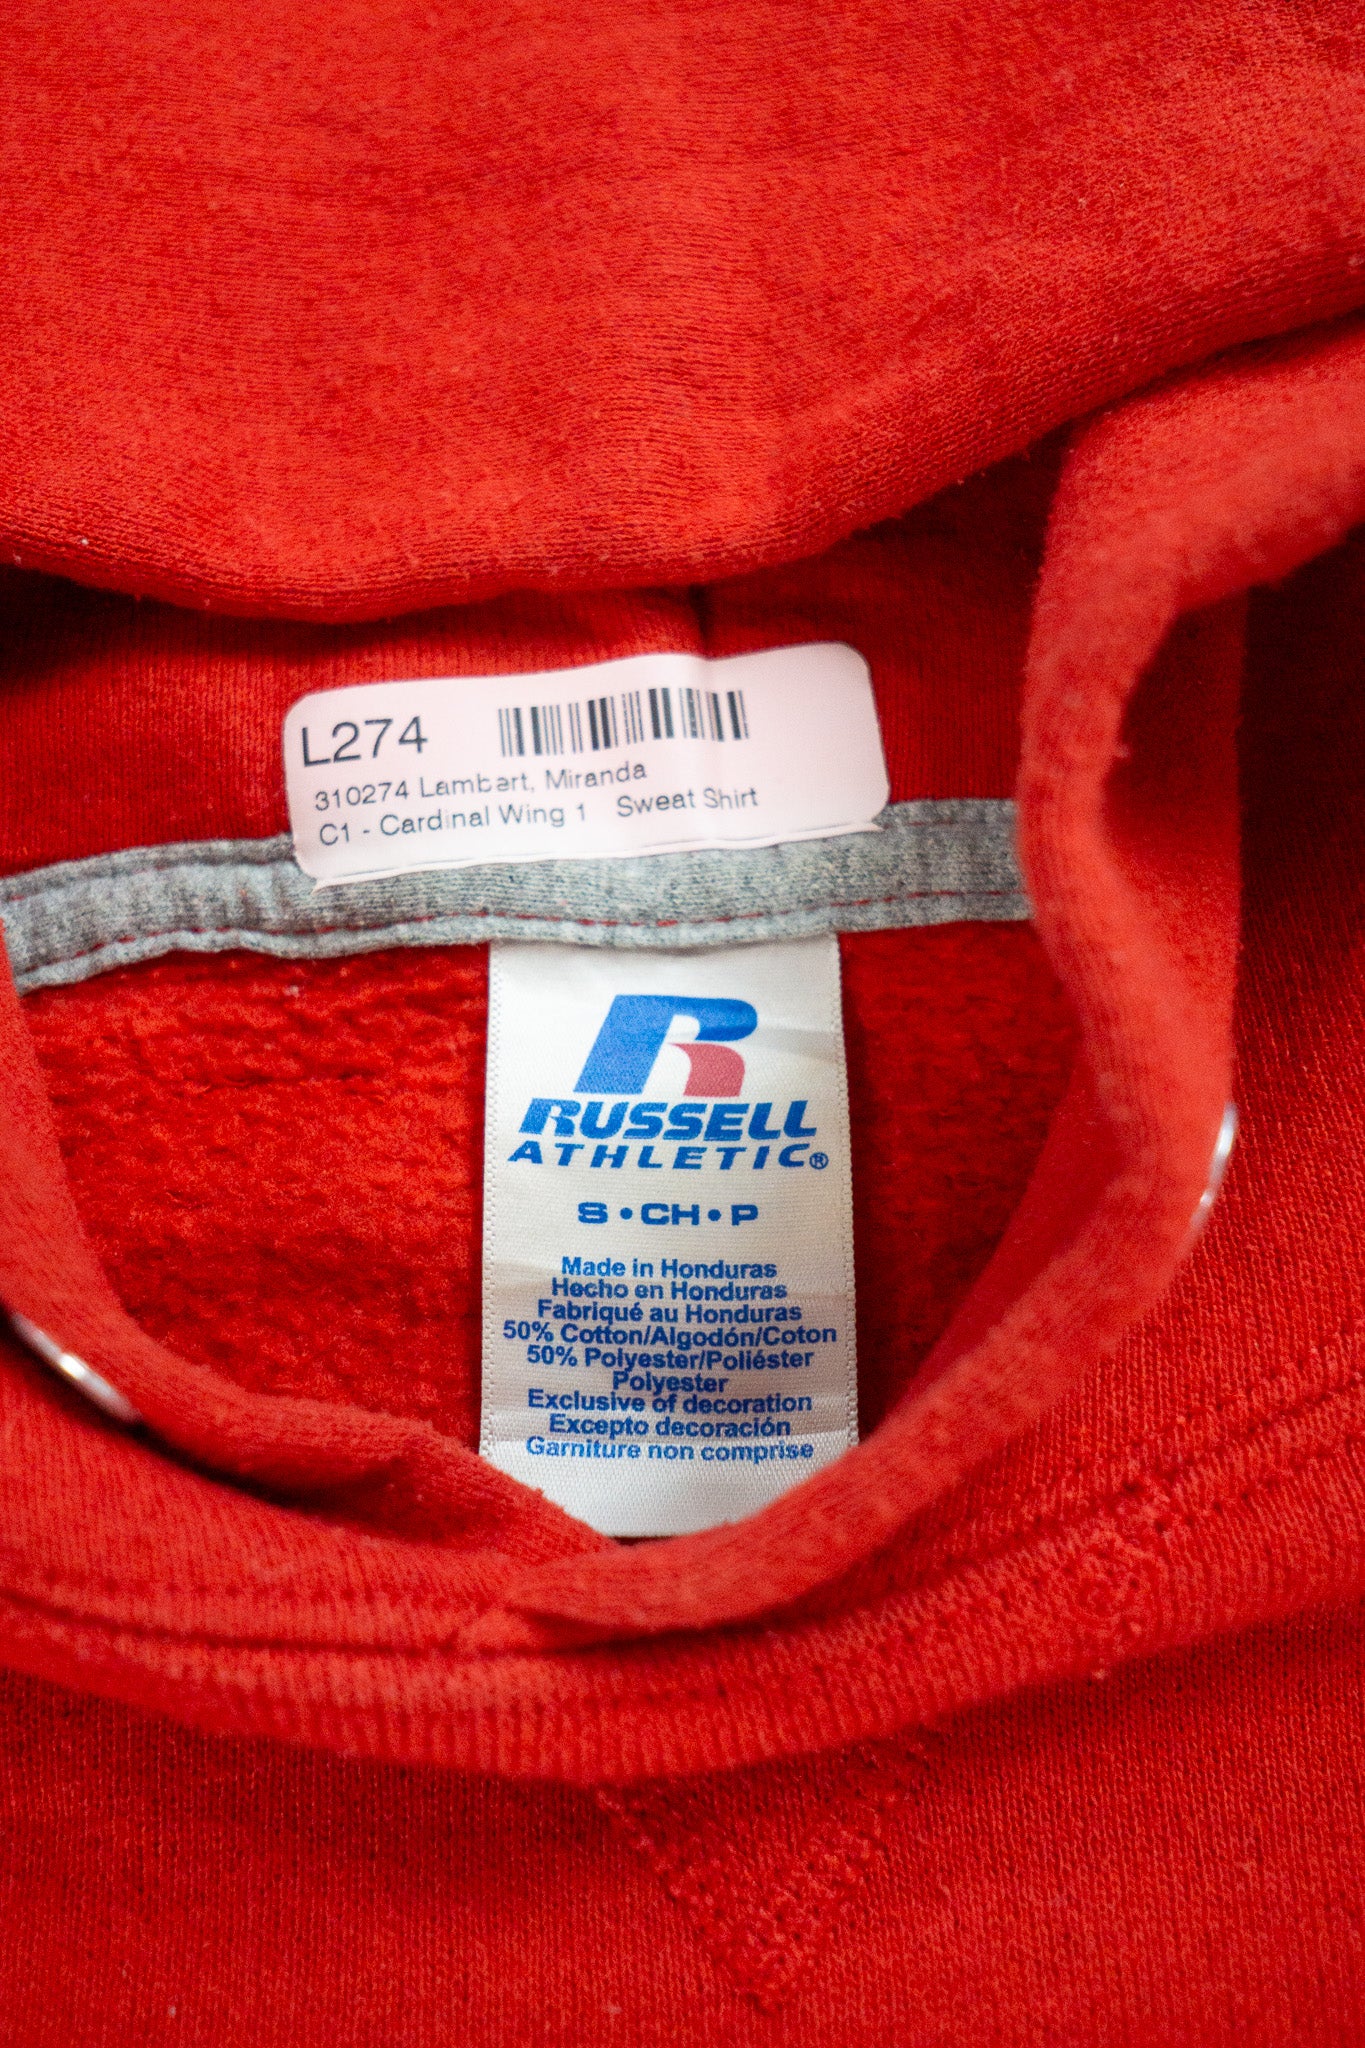 L274
310274 Lambert, Miranda
C1 - Cardinal Wing 1 Sweat Shirt
RUSSELL
ATHLETIC®
S•CH•P
Made in Honduras
Hecho en Honduras
Fabriqué au Honduras
50% Cotton/Algodón/Coton
50% Polyester/Poliéster
Polyester
Exclusive of decoration
Excepto decoración
Garniture non comprise